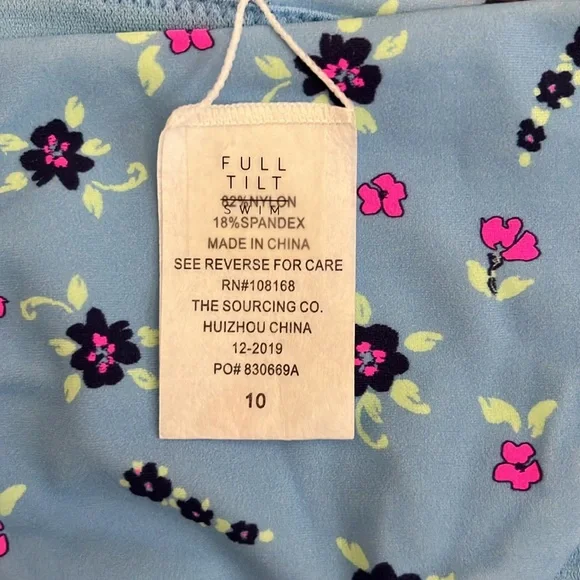 FULL
TILT
82%NYLON
SWIM
18%SPANDEX
MADE IN CHINA
SEE REVERSE FOR CARE
RN#108168
THE SOURCING CO.
HUIZHOU CHINA
12-2019
PO# 830669A
10